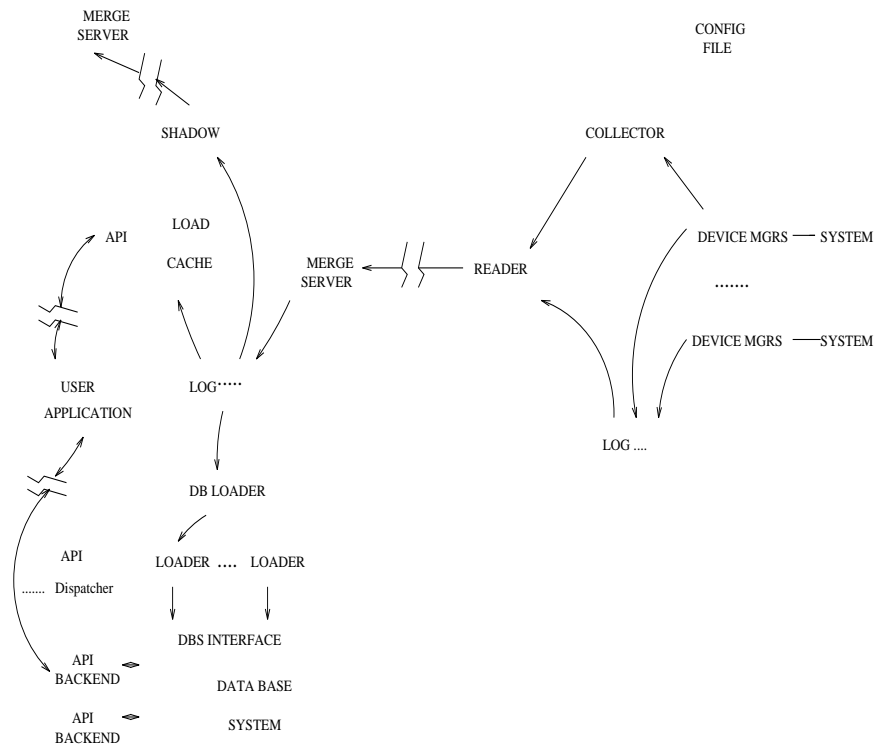 MERGE
SERVER
CONFIG
FILE
SHADOW
COLLECTOR
API
LOAD
CACHE
DEVICE MGRS
SYSTEM
MERGE
SERVER
READER
.......
DEVICE MGRS
SYSTEM
USER
APPLICATION
LOG.....
LOG ....
DB LOADER
API
....... Dispatcher
LOADER .... LOADER
DBS INTERFACE
API
BACKEND
DATA BASE
SYSTEM
API
BACKEND